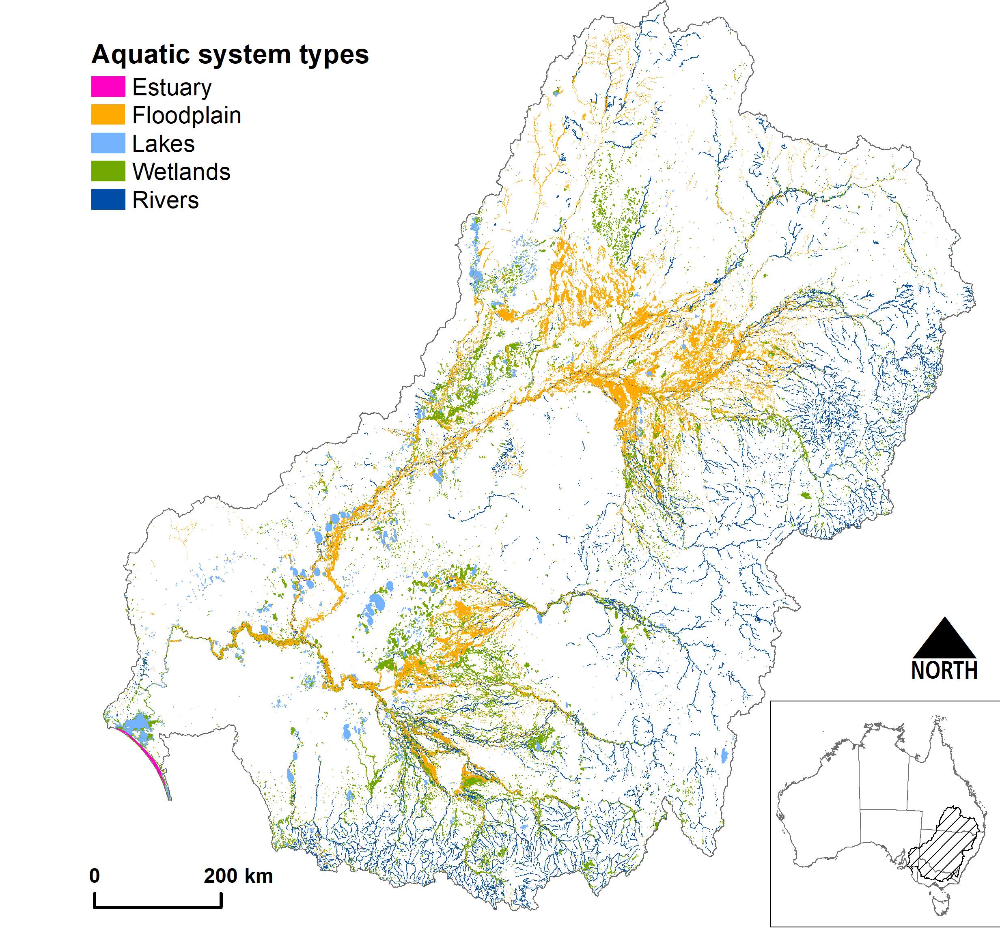 Aquatic system types
Estuary
Floodplain
Lakes
Wetlands
Rivers
NORTH
0 200 km